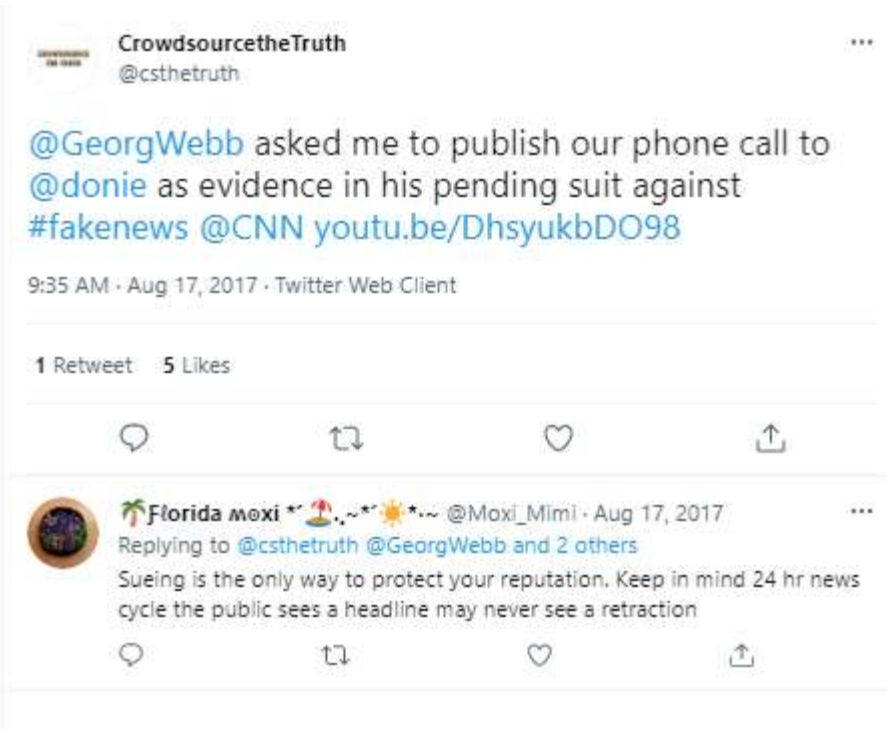 CrowdsourcetheTruth
@csthetruth
@GeorgWebb asked me to publish our phone call to
@donie as evidence in his pending suit against
#fakenews @CNN youtu.be/DhsyukbDO98
9:35 AM · Aug 17, 2017 · Twitter Web Client
1 Retweet 5 Likes
🌴Ƒƚorida ʍoxi *´¨🏖️.¸~*´¨☀️*·~ @Moxi_Mimi · Aug 17, 2017
Replying to @csthetruth @GeorgWebb and 2 others
Sueing is the only way to protect your reputation. Keep in mind 24 hr news
cycle the public sees a headline may never see a retraction